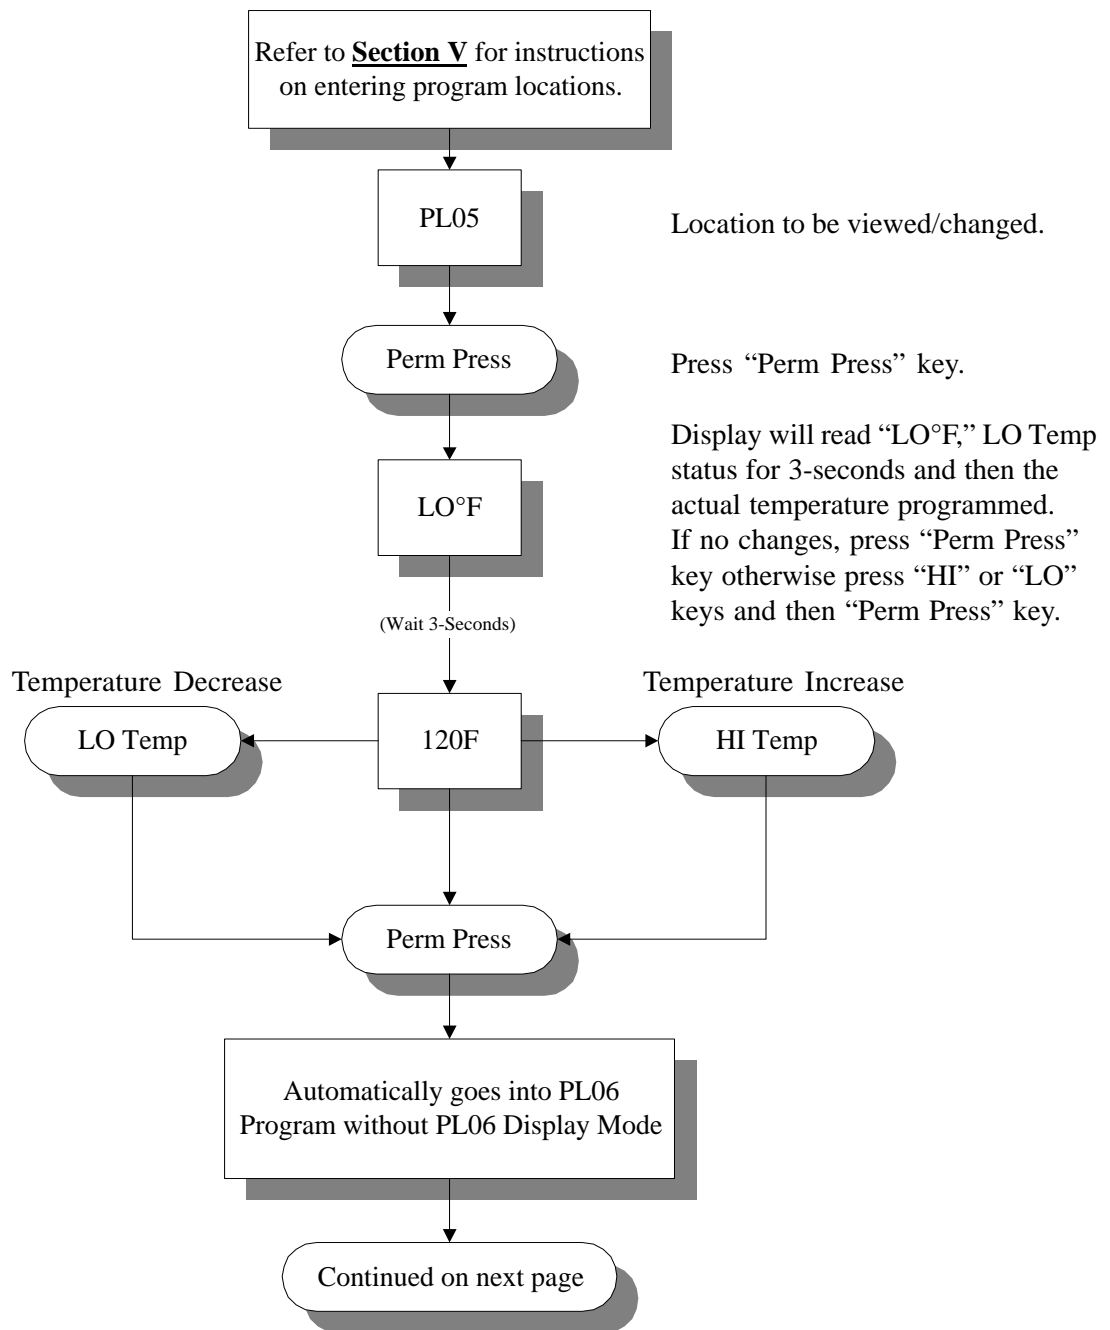 Refer to Section V for instructions
on entering program locations.
PL05
Location to be viewed/changed.
Perm Press
Press “Perm Press” key.
Display will read “LO°F,” LO Temp
status for 3-seconds and then the
actual temperature programmed.
If no changes, press “Perm Press”
key otherwise press “HI” or “LO”
keys and then “Perm Press” key.
LO°F
(Wait 3-Seconds)
Temperature Decrease
Temperature Increase
LO Temp
120F
HI Temp
Perm Press
Automatically goes into PL06
Program without PL06 Display Mode
Continued on next page